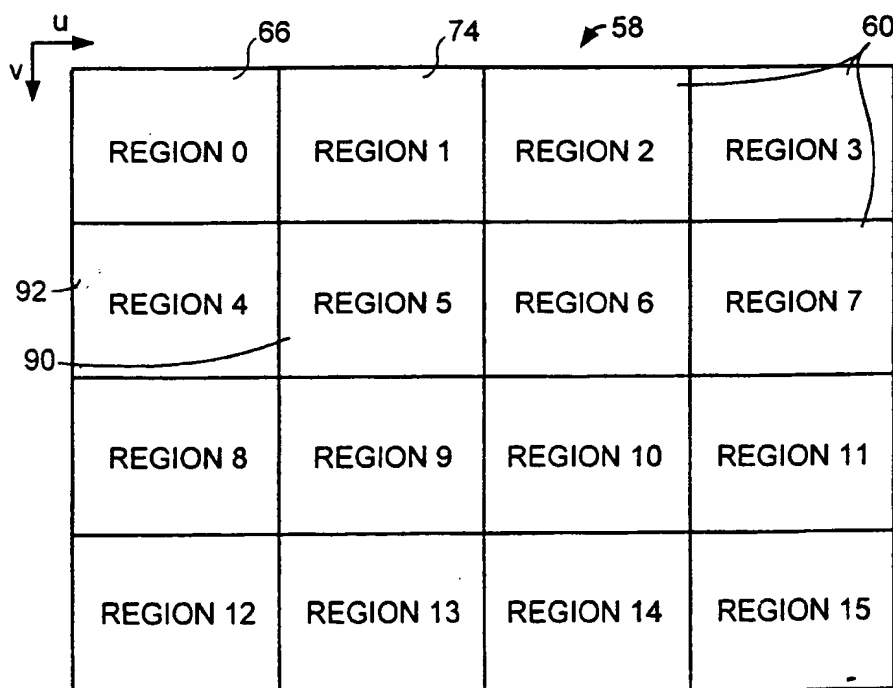 u 66 74 58 60
v
REGION 0 REGION 1 REGION 2 REGION 3
92 REGION 4 REGION 5 REGION 6 REGION 7
90
REGION 8 REGION 9 REGION 10 REGION 11
REGION 12 REGION 13 REGION 14 REGION 15